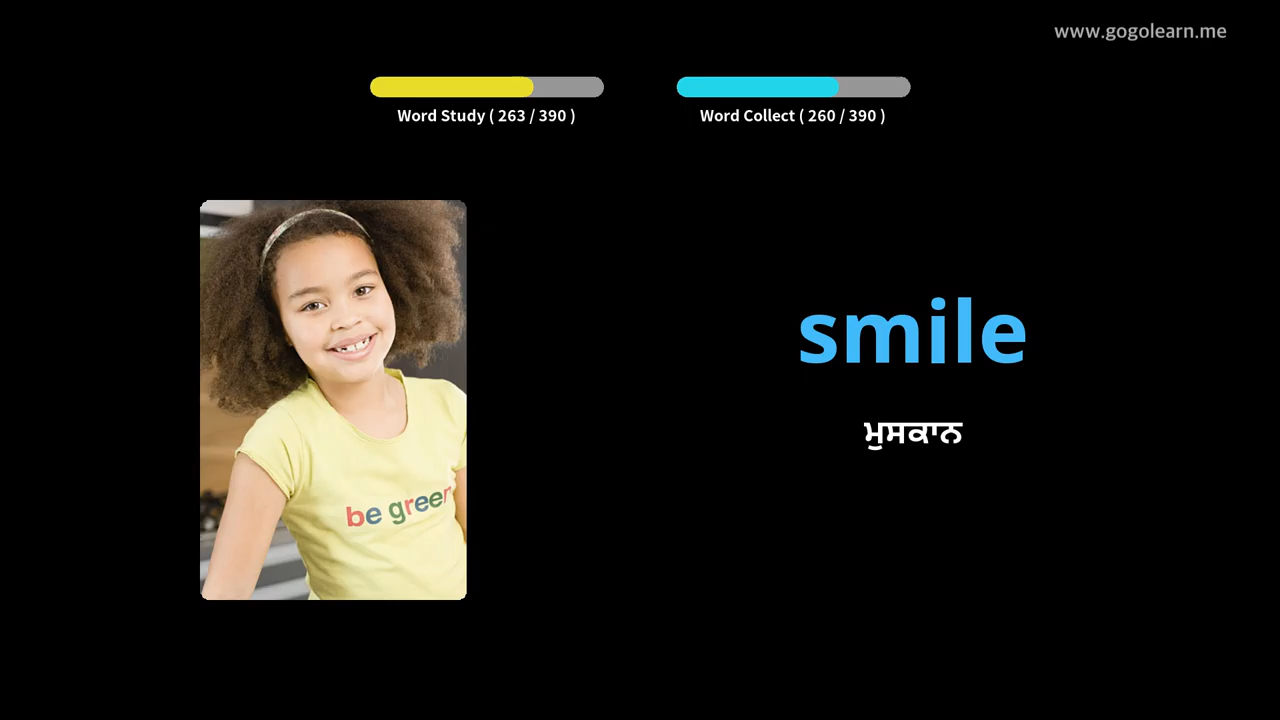 www.gogolearn.me
Word Study ( 263 / 390 )
Word Collect ( 260 / 390 )
smile
ਮੁਸਕਾਨ
be green